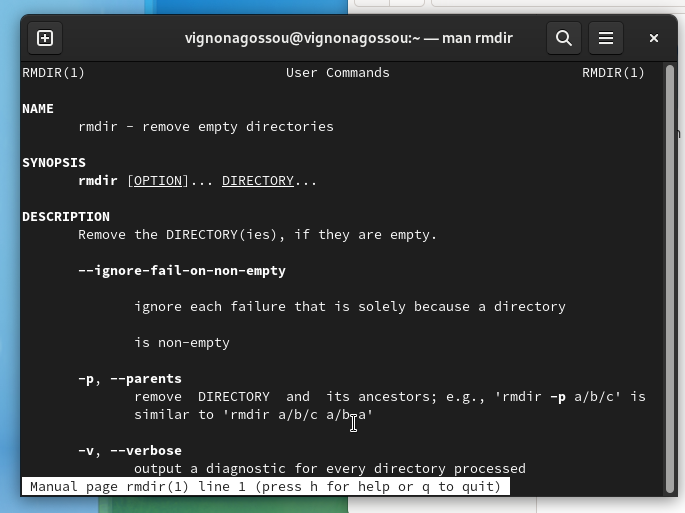 vignonagossou@vignonagossou:~ — man rmdir
RMDIR(1) User Commands RMDIR(1)
NAME
rmdir - remove empty directories
SYNOPSIS
rmdir [OPTION]... DIRECTORY...
DESCRIPTION
Remove the DIRECTORY(ies), if they are empty.
--ignore-fail-on-non-empty
ignore each failure that is solely because a directory
is non-empty
-p, --parents
remove DIRECTORY and its ancestors; e.g., 'rmdir -p a/b/c' is
similar to 'rmdir a/b/c a/b a'
-v, --verbose
output a diagnostic for every directory processed
Manual page rmdir(1) line 1 (press h for help or q to quit)